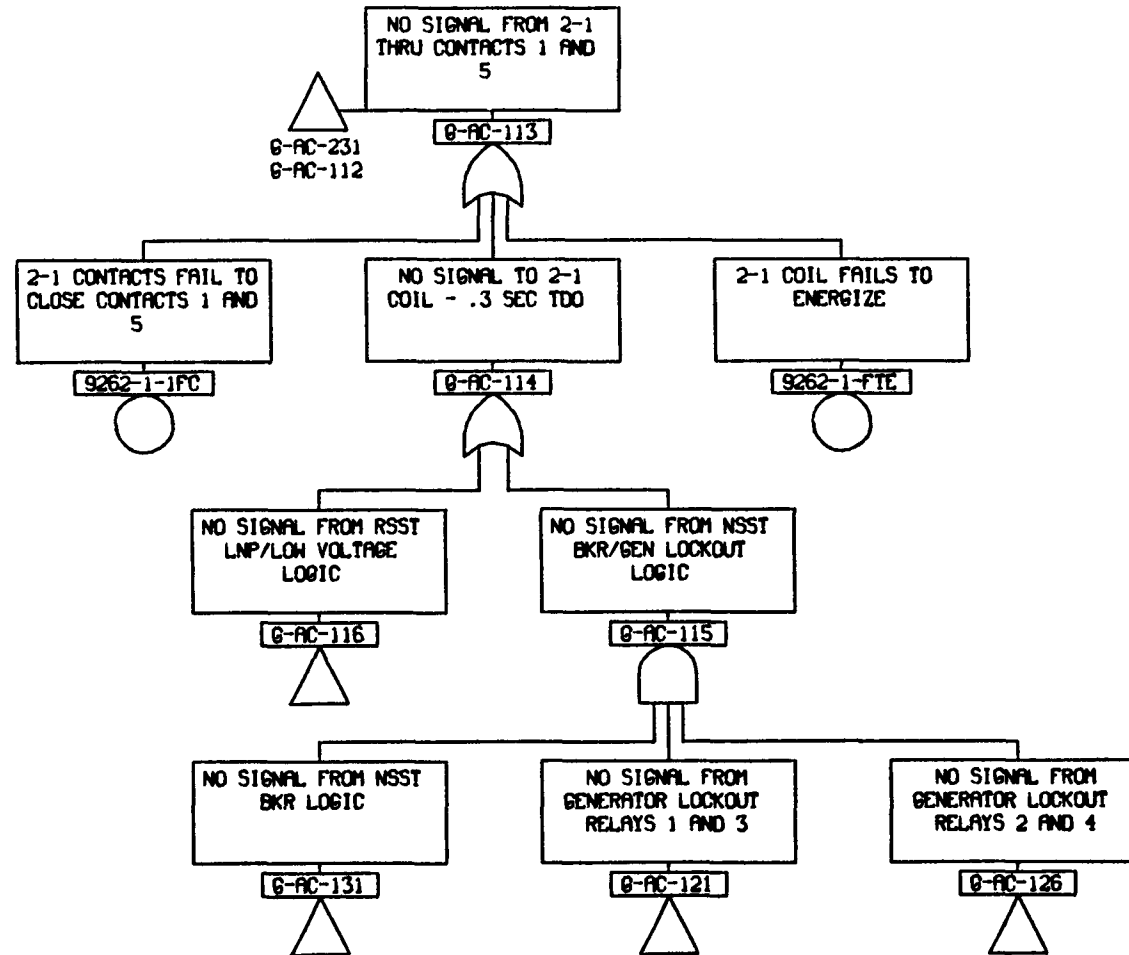 NO SIGNAL FROM 2-1
THRU CONTACTS 1 AND
5
G-AC-113
G-AC-231
G-AC-112
2-1 CONTACTS FAIL TO
CLOSE CONTACTS 1 AND
5
9262-1-1FC
NO SIGNAL TO 2-1
COIL - .3 SEC TDO
G-AC-114
2-1 COIL FAILS TO
ENERGIZE
9262-1-FTE
NO SIGNAL FROM RSST
LNP/LOW VOLTAGE
LOGIC
G-AC-116
NO SIGNAL FROM NSST
BKR/GEN LOCKOUT
LOGIC
G-AC-115
NO SIGNAL FROM NSST
BKR LOGIC
G-AC-131
NO SIGNAL FROM
GENERATOR LOCKOUT
RELAYS 1 AND 3
G-AC-121
NO SIGNAL FROM
GENERATOR LOCKOUT
RELAYS 2 AND 4
G-AC-126